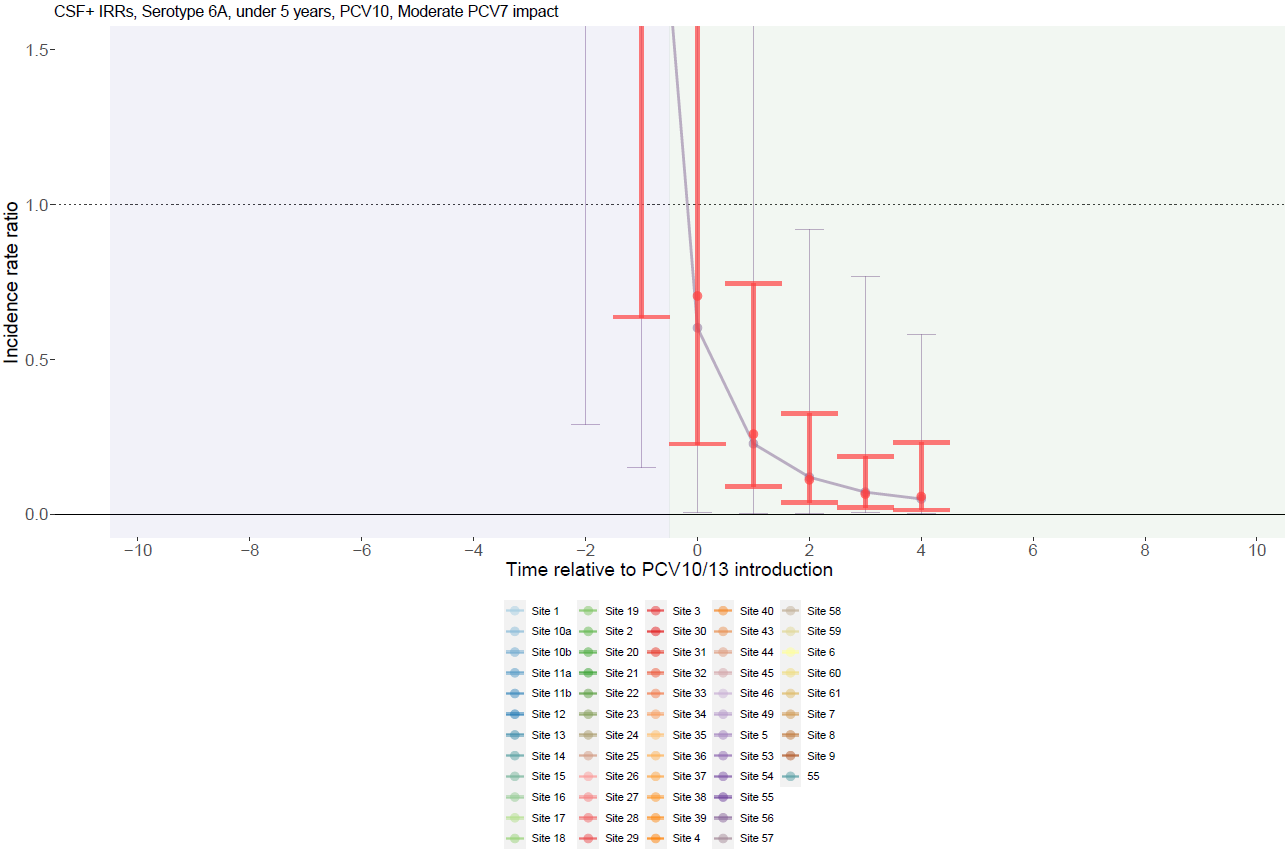 CSF+ IRRs, Serotype 6A, under 5 years, PCV10, Moderate PCV7 impact
Incidence rate ratio
1.5
1.0
0.5
0.0
−10 −8 −6 −4 −2 0 2 4 6 8 10
Time relative to PCV10/13 introduction
Site 1 Site 19 Site 3 Site 40 Site 58
Site 10a Site 2 Site 30 Site 43 Site 59
Site 10b Site 20 Site 31 Site 44 Site 6
Site 11a Site 21 Site 32 Site 45 Site 60
Site 11b Site 22 Site 33 Site 46 Site 61
Site 12 Site 23 Site 34 Site 49 Site 7
Site 13 Site 24 Site 35 Site 5 Site 8
Site 14 Site 25 Site 36 Site 53 Site 9
Site 15 Site 26 Site 37 Site 54 55
Site 16 Site 27 Site 38 Site 55
Site 17 Site 28 Site 39 Site 56
Site 18 Site 29 Site 4 Site 57